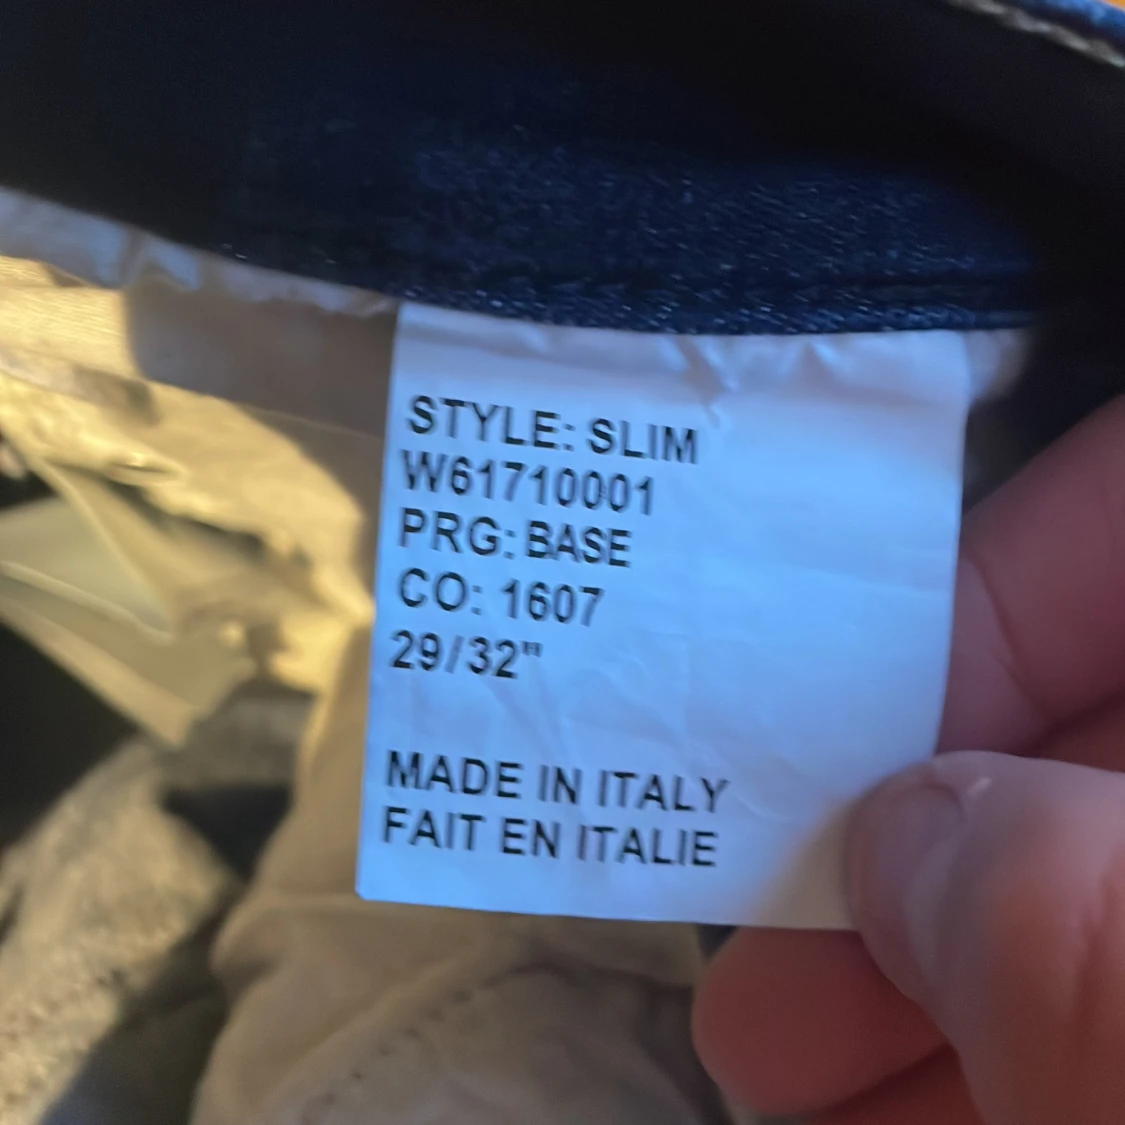 STYLE: SLIM
W61710001
PRG: BASE
CO: 1607
29/32"
MADE IN ITALY
FAIT EN ITALIE